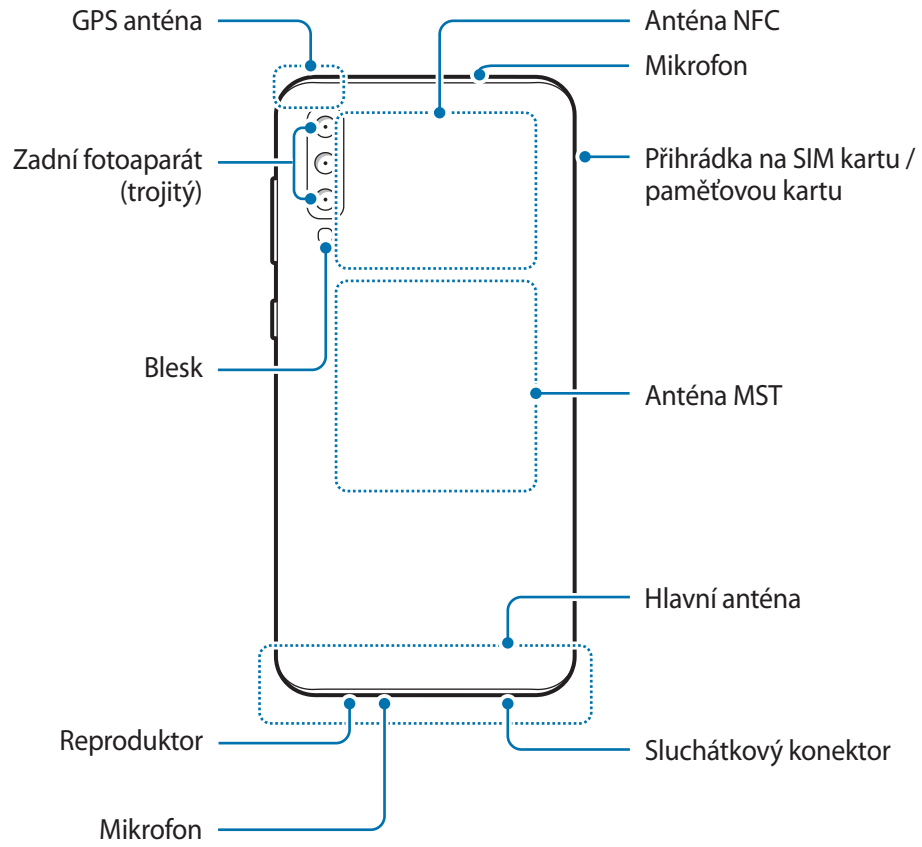 GPS anténa
Anténa NFC
Mikrofon
Zadní fotoaparát
(trojitý)
Přihrádka na SIM kartu /
paměťovou kartu
Blesk
Anténa MST
Hlavní anténa
Reproduktor
Sluchátkový konektor
Mikrofon